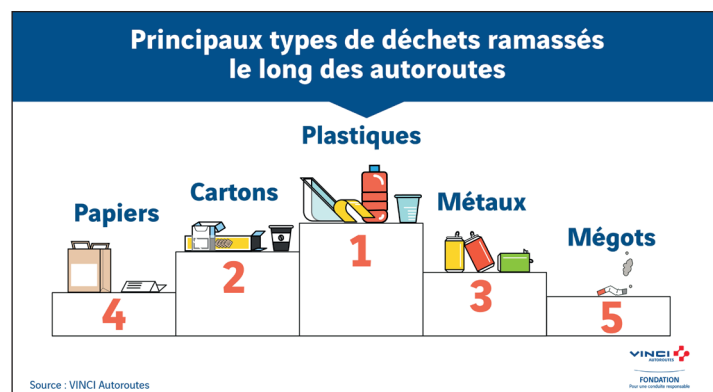 Principaux types de déchets ramassés
le long des autoroutes
Plastiques
Cartons
Métaux
Papiers
Mégots
1
2
3
4
5
VINCI
AUTOROUTES
FONDATION
Pour une conduite responsable
Source : VINCI Autoroutes